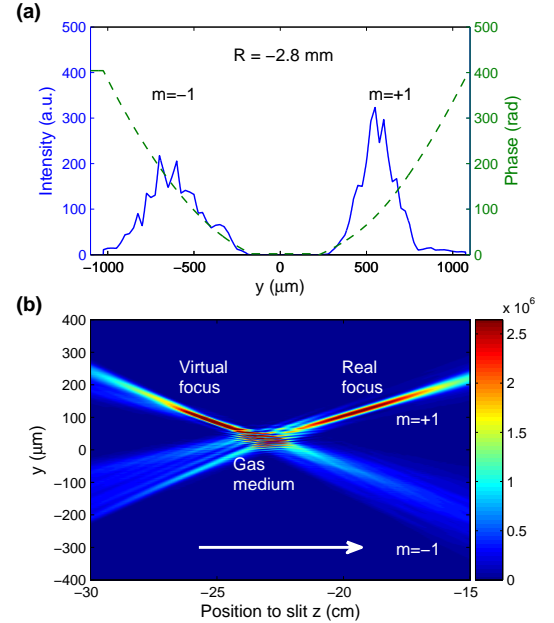 (a)
R = −2.8 mm
m=−1
m=+1
500
400
300
200
100
0
Intensity (a.u.)
500
400
300
200
100
0
Phase (rad)
−1000
−500
0
500
1000
y (μm)
(b)
x 10⁶
400
300
200
100
0
−100
−200
−300
−400
y (μm)
Virtual
focus
Real
focus
m=+1
Gas
medium
m=−1
2.5
2
1.5
1
0.5
0
−30
−25
−20
−15
Position to slit z (cm)